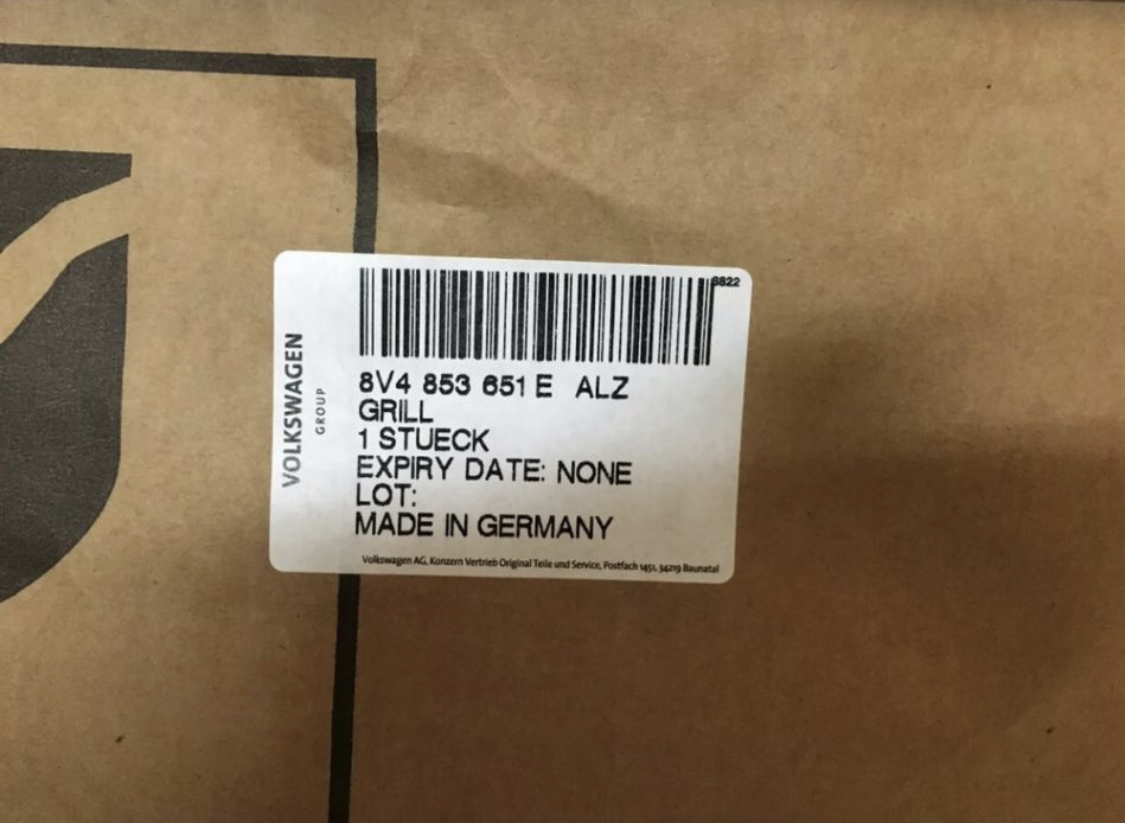 6822
8V4 853 651 E ALZ
GRILL
1 STUECK
EXPIRY DATE: NONE
LOT:
MADE IN GERMANY
Volkswagen AG, Konzern Vertrieb Original Teile und Service, Postfach 1451, 34219 Baunatal
VOLKSWAGEN
GROUP